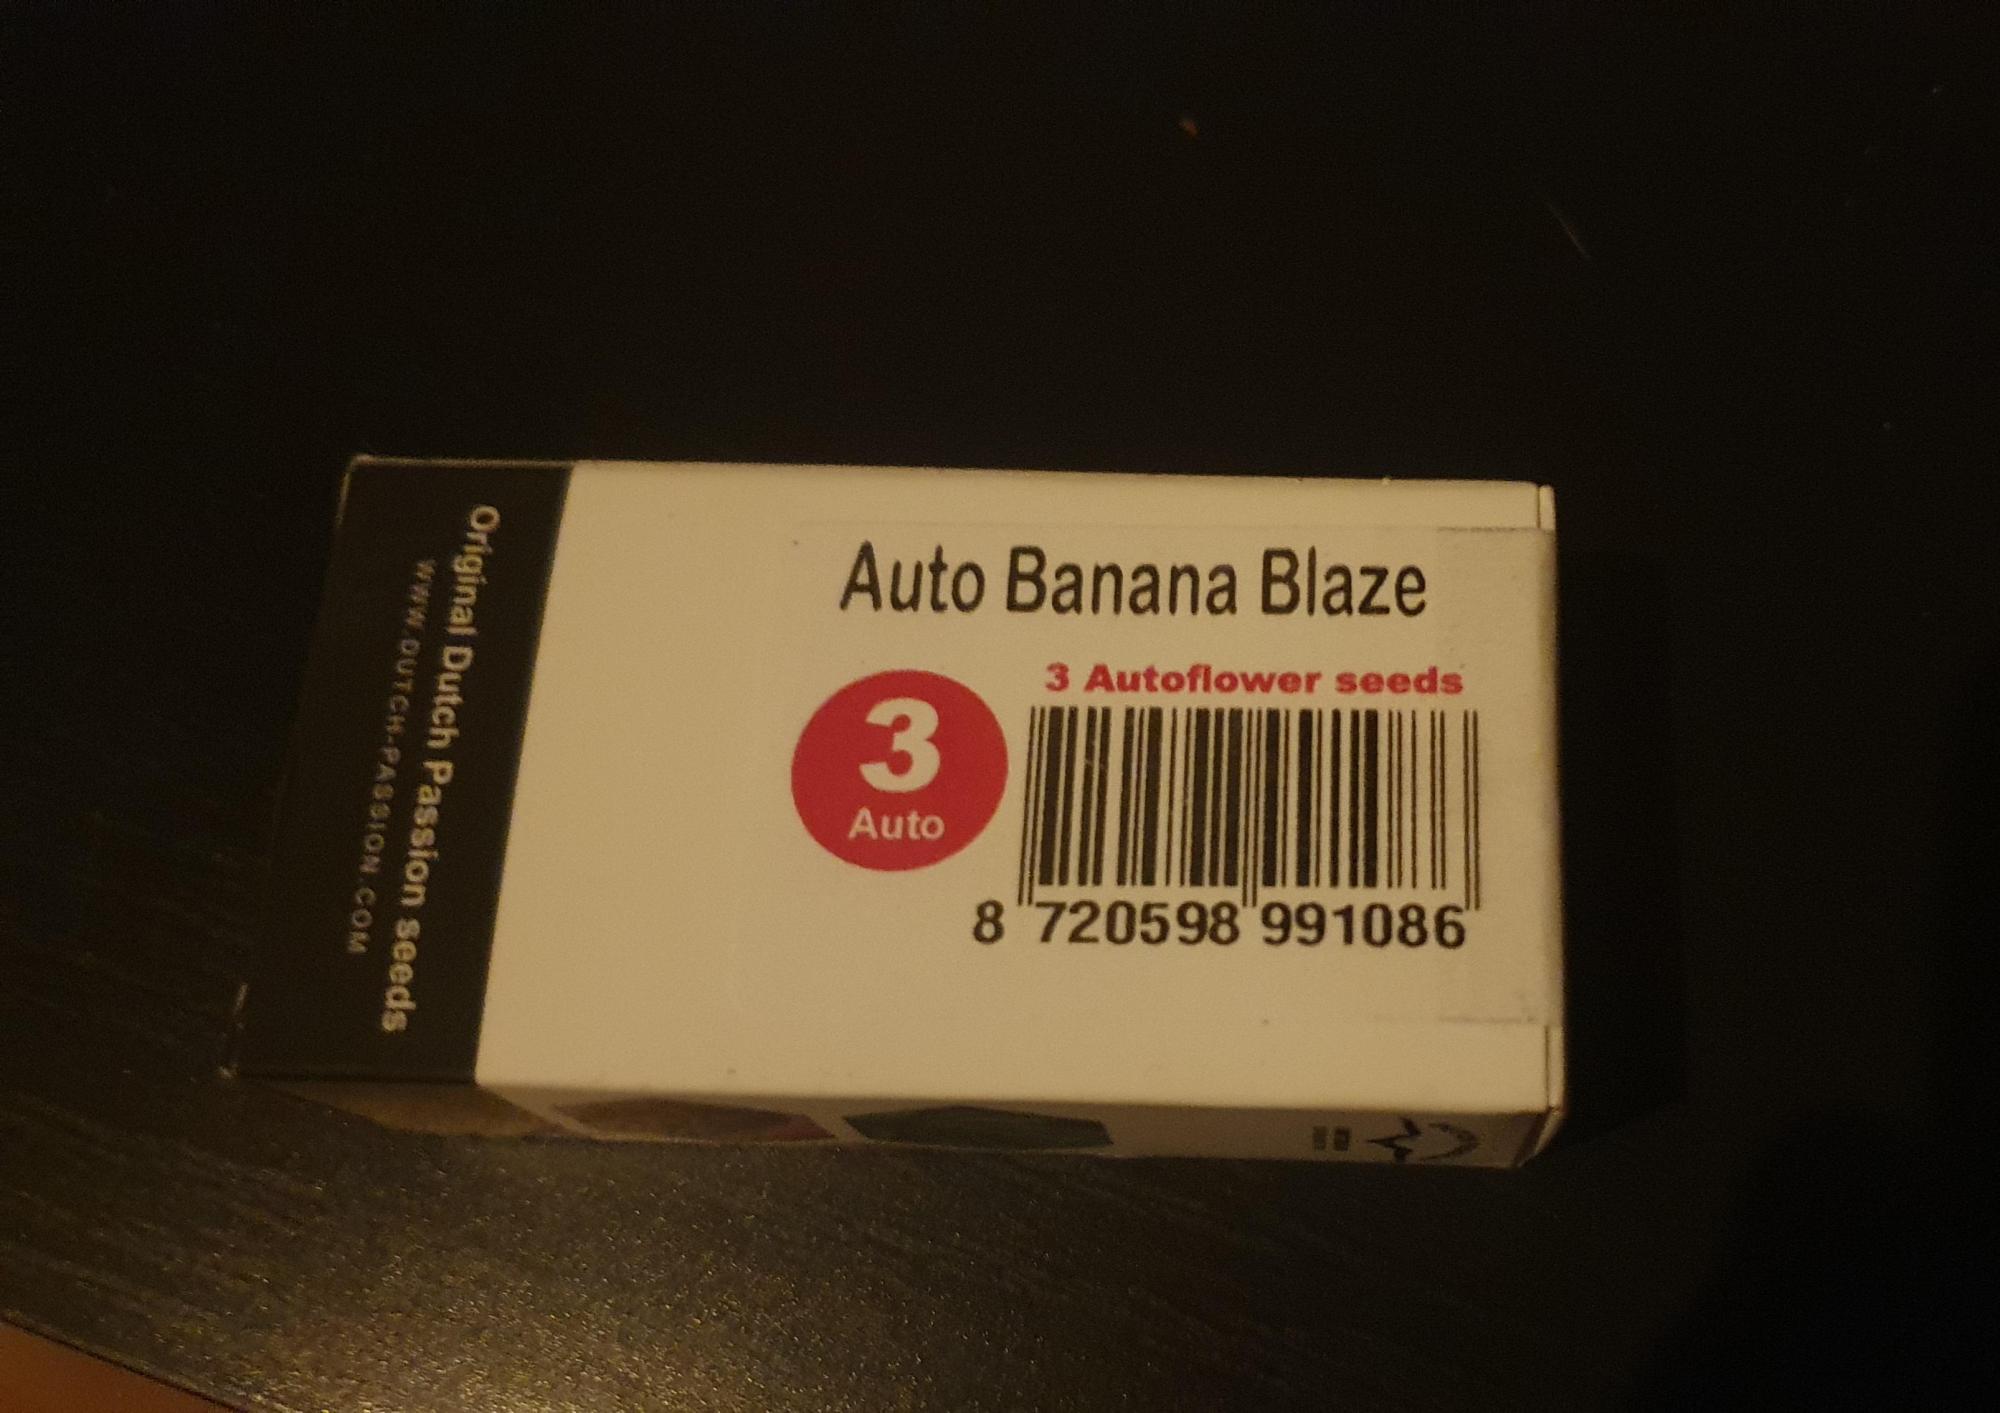 Auto Banana Blaze
3 Autoflower seeds
3
Auto
8 720598 991086
Original Dutch Passion seeds
WWW.DUTCH-PASSION.COM